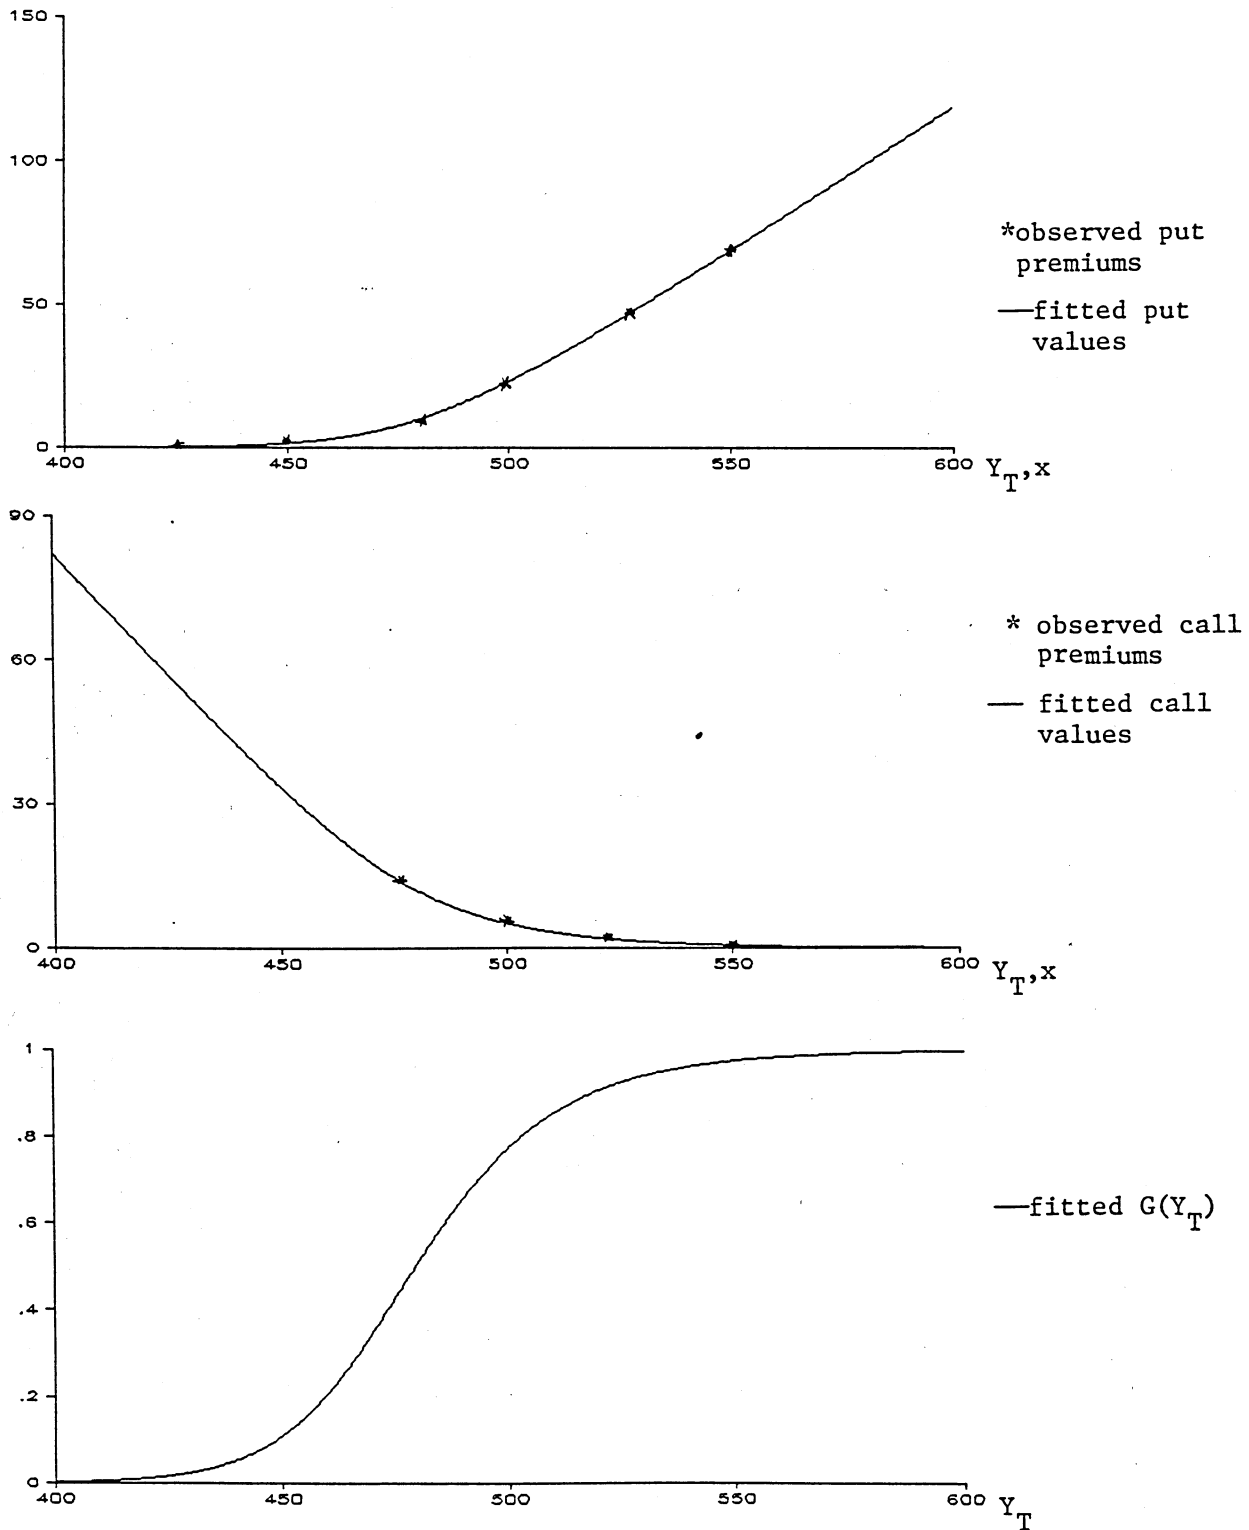 150
100
50
0
400 450 500 550 600 Y_T,x
*observed put
premiums
—fitted put
values
90
60
30
0
400 450 500 550 600 Y_T,x
* observed call
premiums
— fitted call
values
1
.8
.6
.4
.2
0
400 450 500 550 600 Y_T
—fitted G(Y_T)